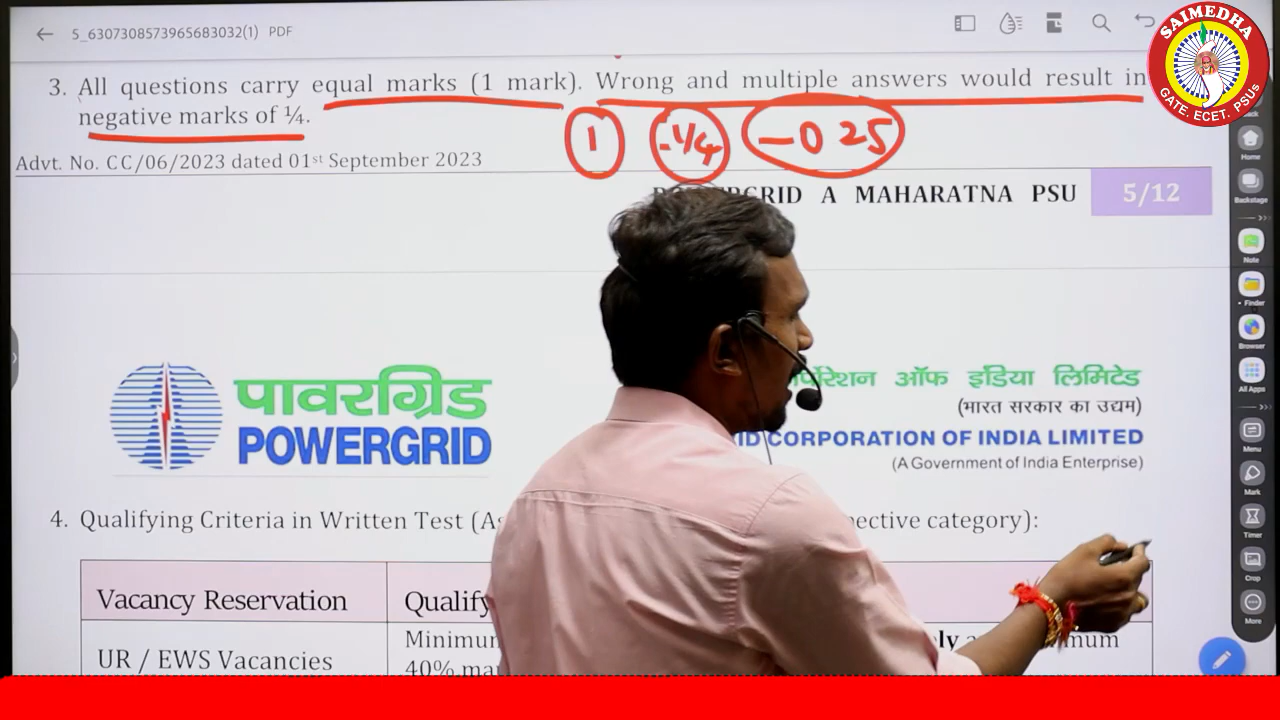 5_6307308573965683032(1) PDF
3. All questions carry equal marks (1 mark). Wrong and multiple answers would result in
negative marks of ¼.
1 -1/4 -0 25
Advt. No. CC/06/2023 dated 01st September 2023
A MAHARATNA PSU 5/12
पावरग्रिड
POWERGRID
ऑफ इंडिया लिमिटेड
(भारत सरकार का उद्यम)
CORPORATION OF INDIA LIMITED
(A Government of India Enterprise)
4. Qualifying Criteria in Written Test category):
Vacancy Reservation
UR / EWS Vacancies
40%
SAIMEDHA
GATE. ECET. PSUs
Back
Home
Backstage
Note
Finder
Browser
All Apps
Menu
Mark
Timer
Crop
More